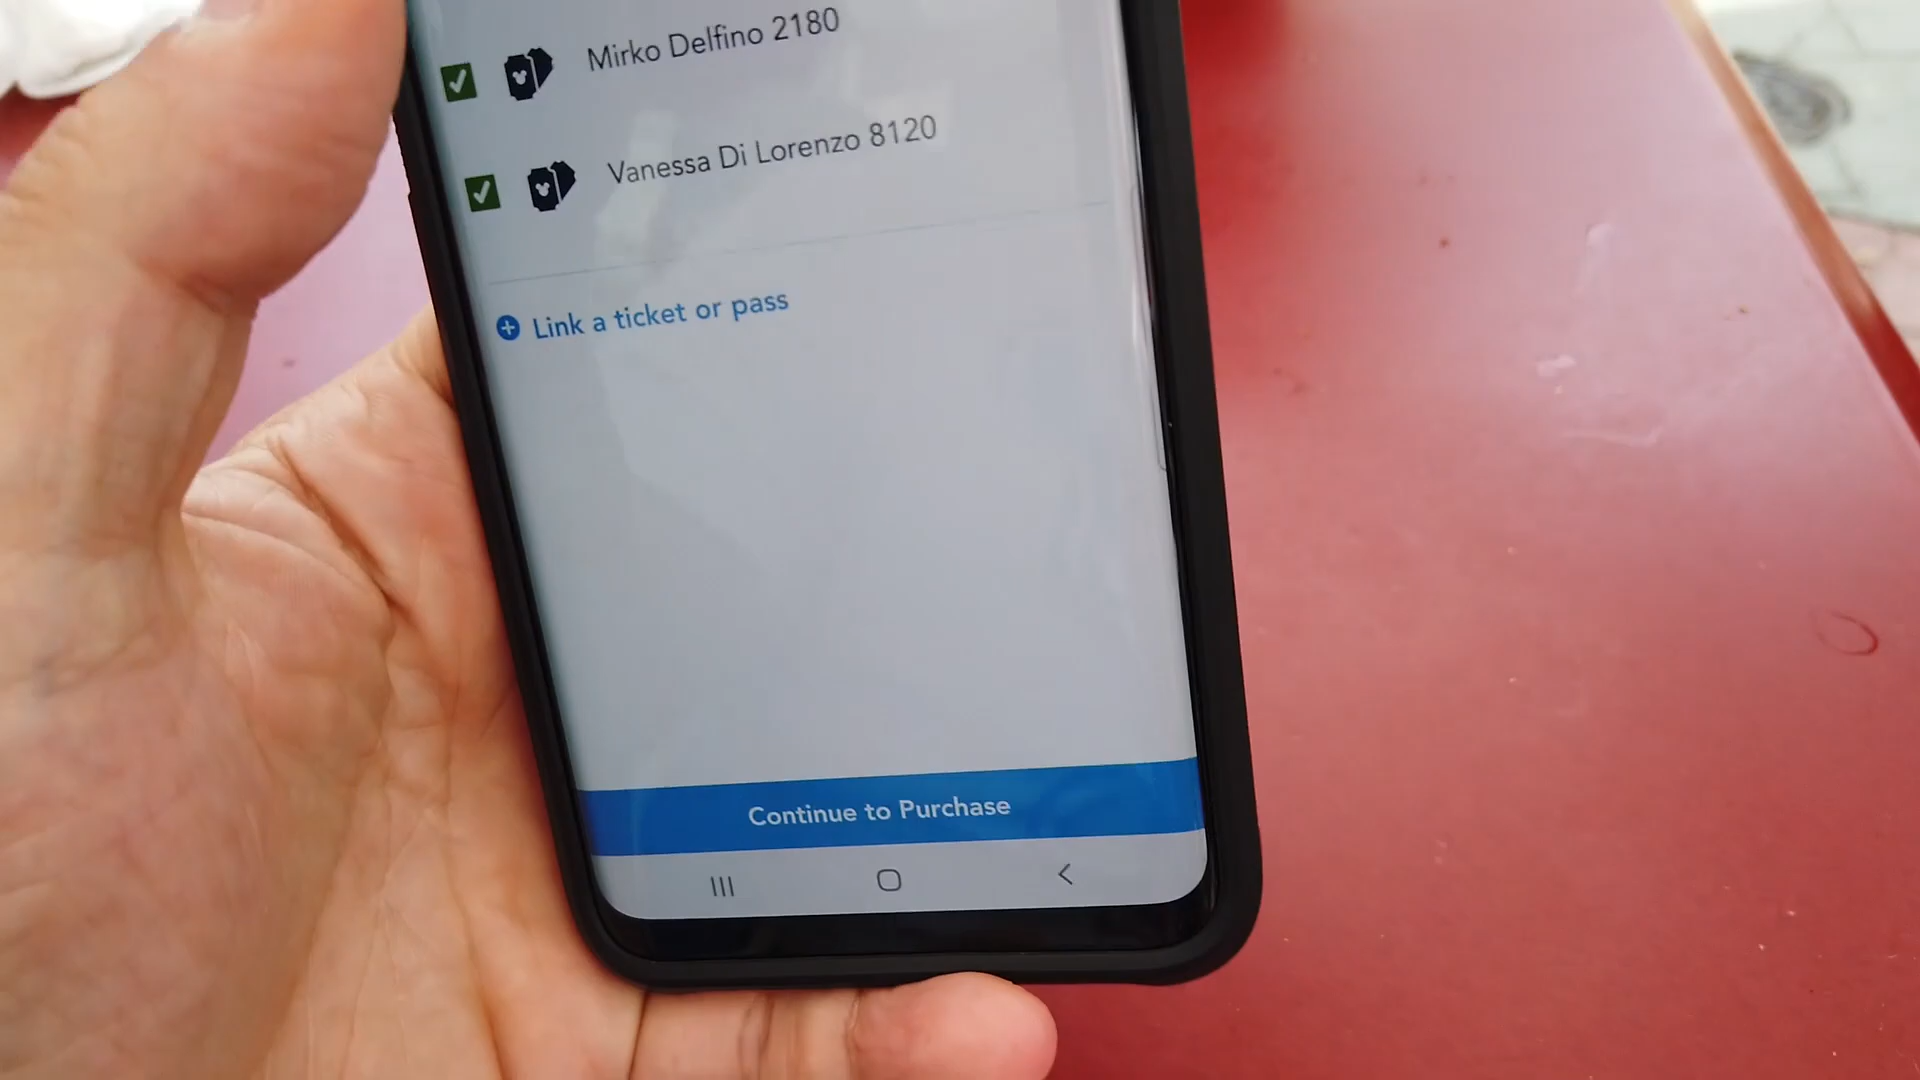 Mirko Delfino 2180
Vanessa Di Lorenzo 8120
Link a ticket or pass
Continue to Purchase